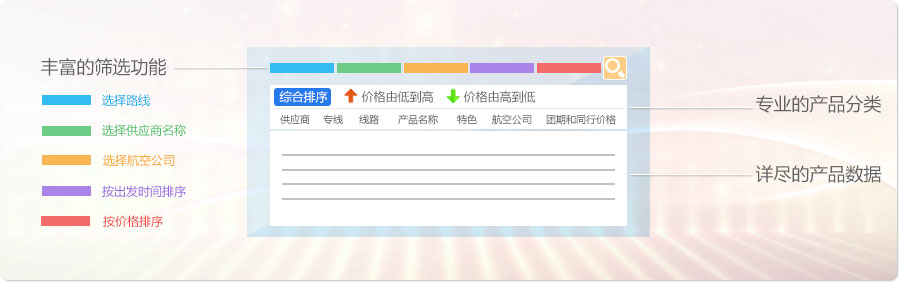 丰富的筛选功能
选择路线
选择供应商名称
选择航空公司
按出发时间排序
按价格排序
综合排序 价格由低到高 价格由高到低
供应商 专线 线路 产品名称 特色 航空公司 团期和同行价格
专业的产品分类
详尽的产品数据